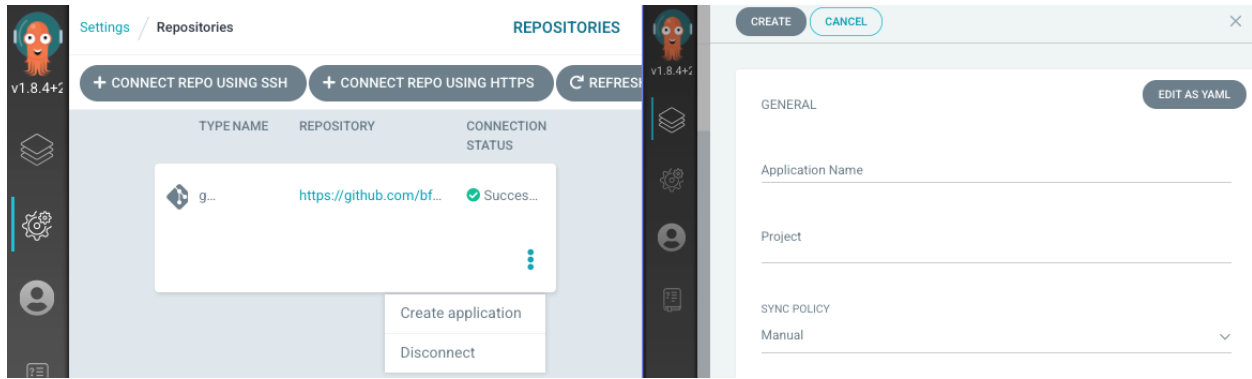 Settings / Repositories
REPOSITORIES
v1.8.4+2
+ CONNECT REPO USING SSH
+ CONNECT REPO USING HTTPS
REFRESH
TYPE NAME
REPOSITORY
CONNECTION
STATUS
g...
https://github.com/bf...
Succes...
Create application
Disconnect
CREATE
CANCEL
v1.8.4+2
GENERAL
EDIT AS YAML
Application Name
Project
SYNC POLICY
Manual